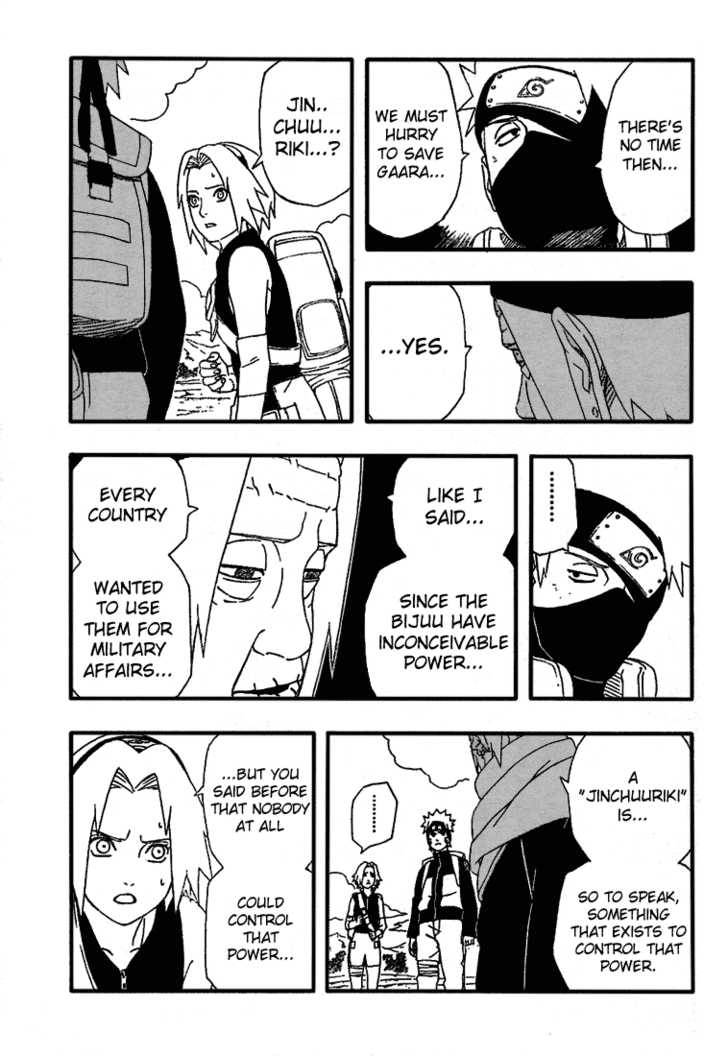 THERE'S
NO TIME
THEN...
WE MUST
HURRY
TO SAVE
GAARA...
JIN..
CHUU...
RIKI...?
...YES.
.........
LIKE I
SAID...
SINCE THE
BIJUU HAVE
INCONCEIVABLE
POWER...
EVERY
COUNTRY
WANTED
TO USE
THEM FOR
MILITARY
AFFAIRS...
A
"JINCHUURIKI"
IS...
SO TO SPEAK,
SOMETHING
THAT EXISTS TO
CONTROL THAT
POWER.
.........
...BUT YOU
SAID BEFORE
THAT NOBODY
AT ALL
COULD
CONTROL
THAT
POWER...